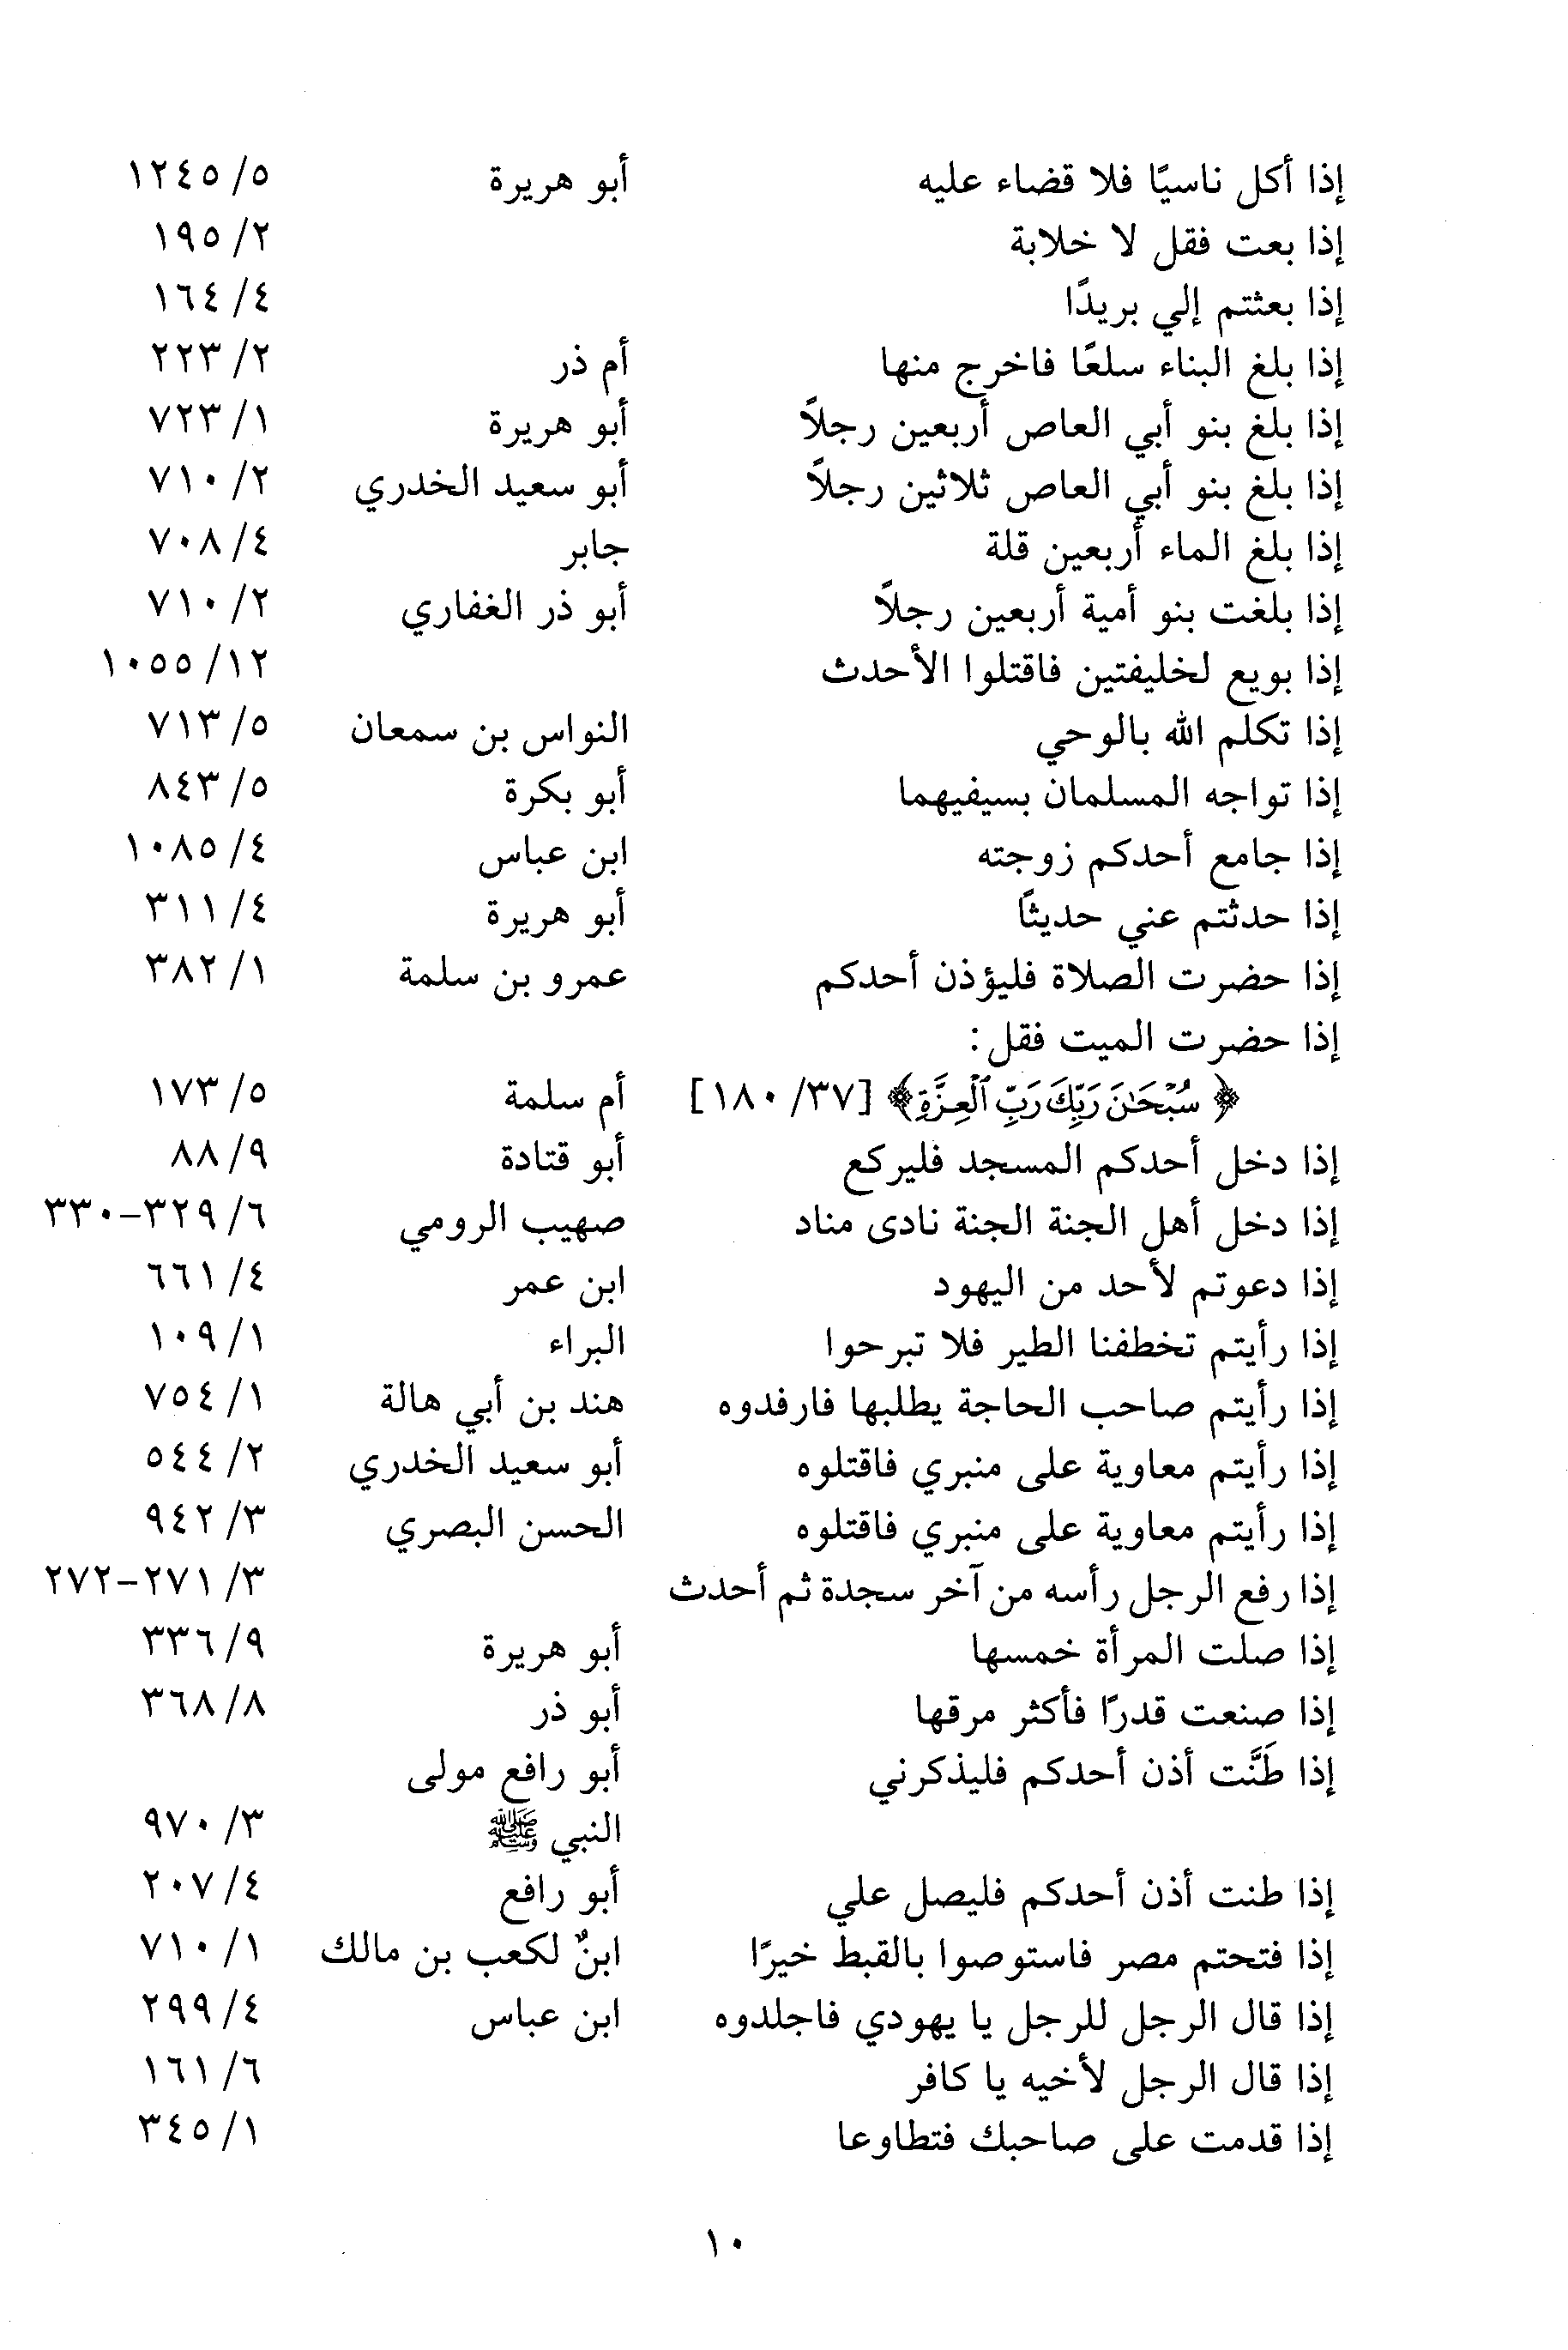 إذا أكل ناسيًا فلا قضاء عليه أبو هريرة ٥/ ١٢٤٥
إذا بعت فقل لا خلابة ٢/ ١٩٥
إذا بعثتم إلي بريدًا ٤/ ١٦٤
إذا بلغ البناء سلعًا فاخرج منها أم ذر ٢/ ٢٢٣
إذا بلغ بنو أبي العاص أربعين رجلاً أبو هريرة ١/ ٧٢٣
إذا بلغ بنو أبي العاص ثلاثين رجلاً أبو سعيد الخدري ٢/ ٧١٠
إذا بلغ الماء أربعين قلة جابر ٤/ ٧٠٨
إذا بلغت بنو أمية أربعين رجلاً أبو ذر الغفاري ٢/ ٧١٠
إذا بويع لخليفتين فاقتلوا الأحدث ١٢/ ١٠٥٥
إذا تكلم الله بالوحي النواس بن سمعان ٥/ ٧١٣
إذا تواجه المسلمان بسيفيهما أبو بكرة ٥/ ٨٤٣
إذا جامع أحدكم زوجته ابن عباس ٤/ ١٠٨٥
إذا حدثتم عني حديثًا أبو هريرة ٤/ ٣١١
إذا حضرت الصلاة فليؤذن أحدكم عمرو بن سلمة ١/ ٣٨٢
إذا حضرت الميت فقل:
﴿سُبْحَٰنَ رَبِّكَ رَبِّ ٱلْعِزَّةِ﴾ [٣٧/ ١٨٠] أم سلمة ٥/ ١٧٣
إذا دخل أحدكم المسجد فليركع أبو قتادة ٩/ ٨٨
إذا دخل أهل الجنة الجنة نادى مناد صهيب الرومي ٦/ ٣٢٩-٣٣٠
إذا دعوتم لأحد من اليهود ابن عمر ٤/ ٦٦١
إذا رأيتم تخطفنا الطير فلا تبرحوا البراء ١/ ١٠٩
إذا رأيتم صاحب الحاجة يطلبها فارفدوه هند بن أبي هالة ١/ ٧٥٤
إذا رأيتم معاوية على منبري فاقتلوه أبو سعيد الخدري ٢/ ٥٤٤
إذا رأيتم معاوية على منبري فاقتلوه الحسن البصري ٣/ ٩٤٢
إذا رفع الرجل رأسه من آخر سجدة ثم أحدث ٣/ ٢٧١-٢٧٢
إذا صلت المرأة خمسها أبو هريرة ٩/ ٣٣٦
إذا صنعت قدرًا فأكثر مرقها أبو ذر ٨/ ٣٦٨
إذا طَنَّت أذن أحدكم فليذكرني أبو رافع مولى
النبي ﷺ ٣/ ٩٧٠
إذا طنت أذن أحدكم فليصل علي أبو رافع ٤/ ٢٠٧
إذا فتحتم مصر فاستوصوا بالقبط خيرًا ابنٌ لكعب بن مالك ١/ ٧١٠
إذا قال الرجل للرجل يا يهودي فاجلدوه ابن عباس ٤/ ٢٩٩
إذا قال الرجل لأخيه يا كافر ٦/ ١٦١
إذا قدمت على صاحبك فتطاوعا ١/ ٣٤٥
١٠